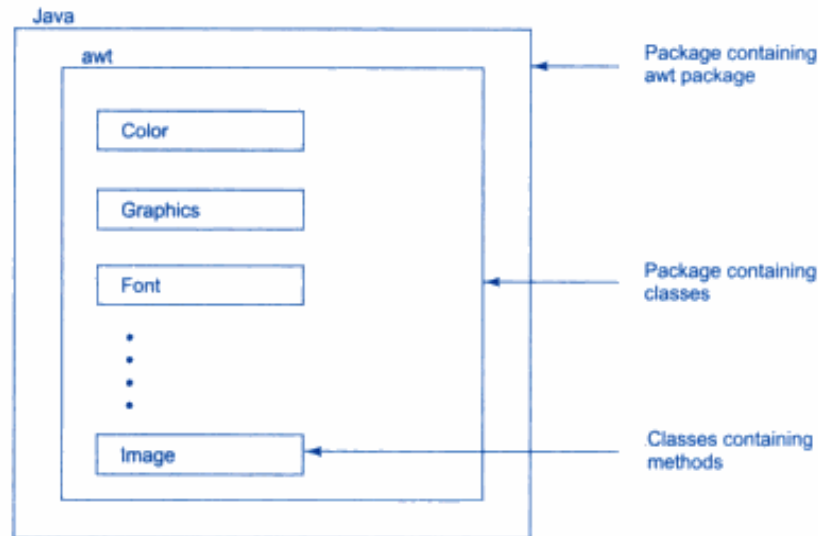 Java
awt
Package containing
awt package
Color
Graphics
Package containing
classes
Font
Classes containing
methods
Image